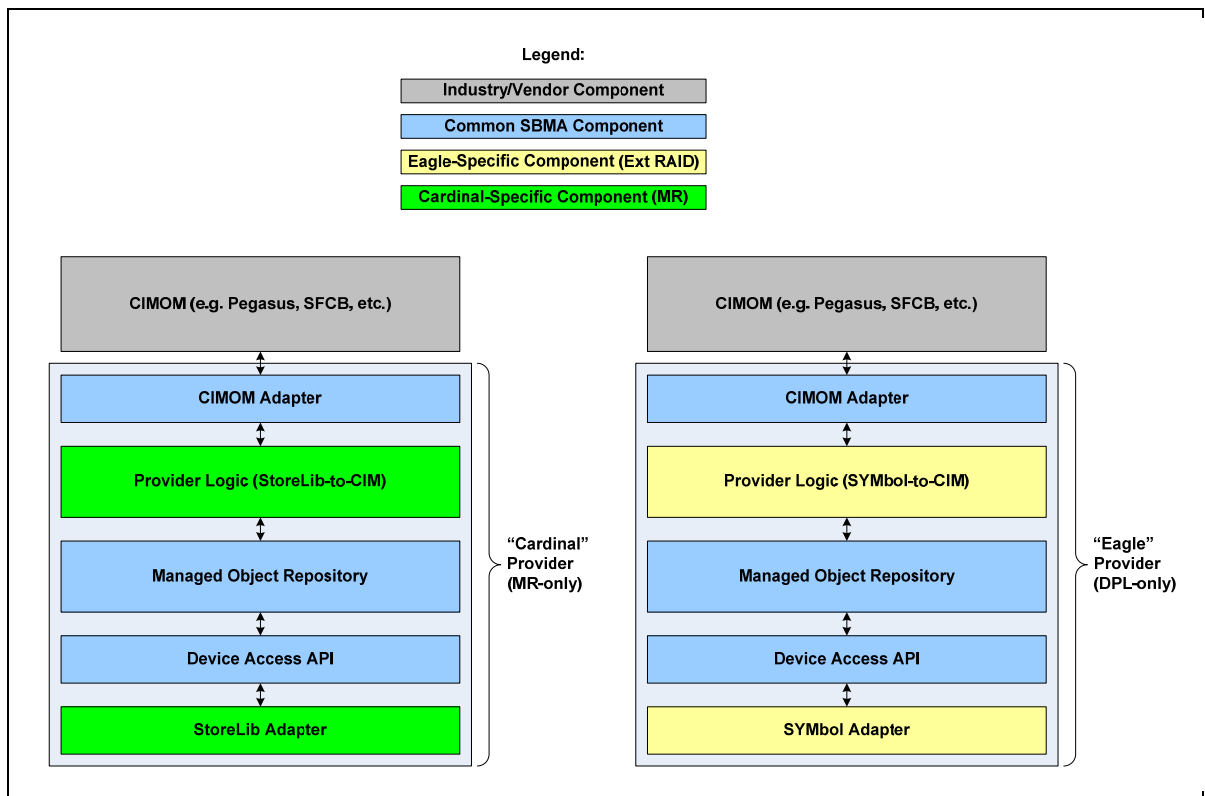 Legend:
Industry/Vendor Component
Common SBMA Component
Eagle-Specific Component (Ext RAID)
Cardinal-Specific Component (MR)
CIMOM (e.g. Pegasus, SFCB, etc.)
CIMOM Adapter
Provider Logic (StoreLib-to-CIM)
Managed Object Repository
Device Access API
StoreLib Adapter
“Cardinal”
Provider
(MR-only)
CIMOM (e.g. Pegasus, SFCB, etc.)
CIMOM Adapter
Provider Logic (SYMbol-to-CIM)
Managed Object Repository
Device Access API
SYMbol Adapter
“Eagle”
Provider
(DPL-only)